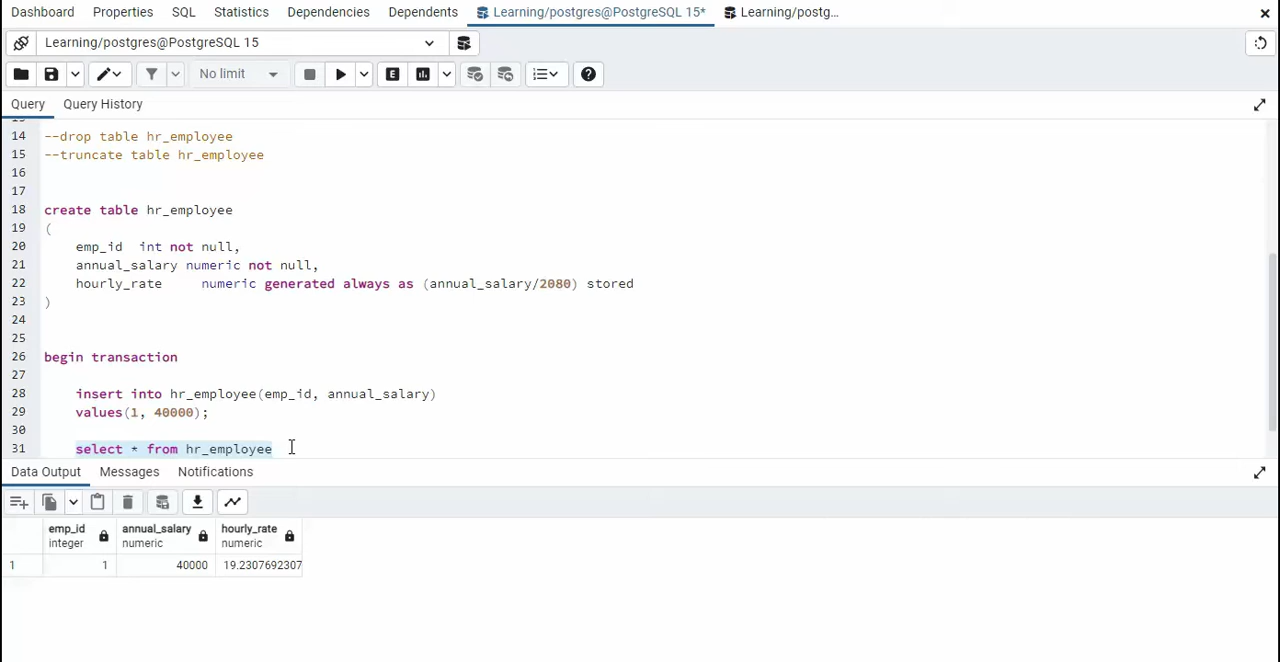 Dashboard Properties SQL Statistics Dependencies Dependents Learning/postgres@PostgreSQL 15* Learning/postg...
Learning/postgres@PostgreSQL 15
No limit
Query Query History
14 --drop table hr_employee
15 --truncate table hr_employee
16
17
18 create table hr_employee
19 (
20 emp_id int not null,
21 annual_salary numeric not null,
22 hourly_rate numeric generated always as (annual_salary/2080) stored
23 )
24
25
26 begin transaction
27
28 insert into hr_employee(emp_id, annual_salary)
29 values(1, 40000);
30
31 select * from hr_employee
Data Output Messages Notifications
emp_id annual_salary hourly_rate
integer numeric numeric
1 1 40000 19.2307692307